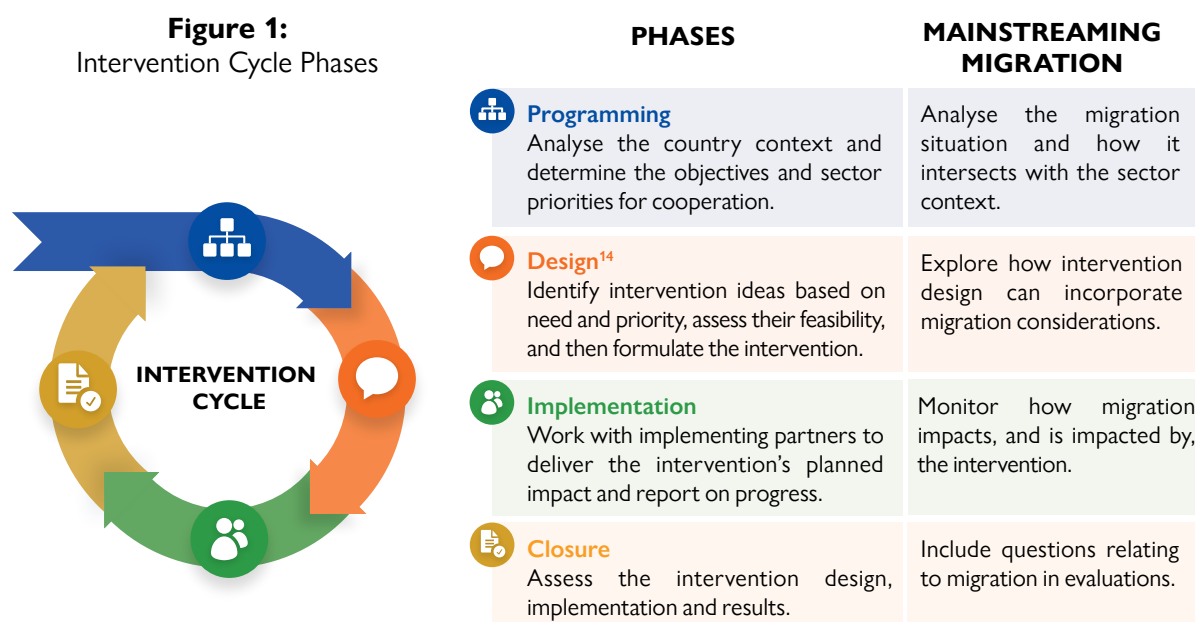 Figure 1:
Intervention Cycle Phases
INTERVENTION
CYCLE
PHASES
MAINSTREAMING
MIGRATION
Programming
Analyse the country context and
determine the objectives and sector
priorities for cooperation.
Analyse the migration
situation and how it
intersects with the sector
context.
Design¹⁴
Identify intervention ideas based on
need and priority, assess their feasibility,
and then formulate the intervention.
Explore how intervention
design can incorporate
migration considerations.
Implementation
Work with implementing partners to
deliver the intervention's planned
impact and report on progress.
Monitor how migration
impacts, and is impacted by,
the intervention.
Closure
Assess the intervention design,
implementation and results.
Include questions relating
to migration in evaluations.